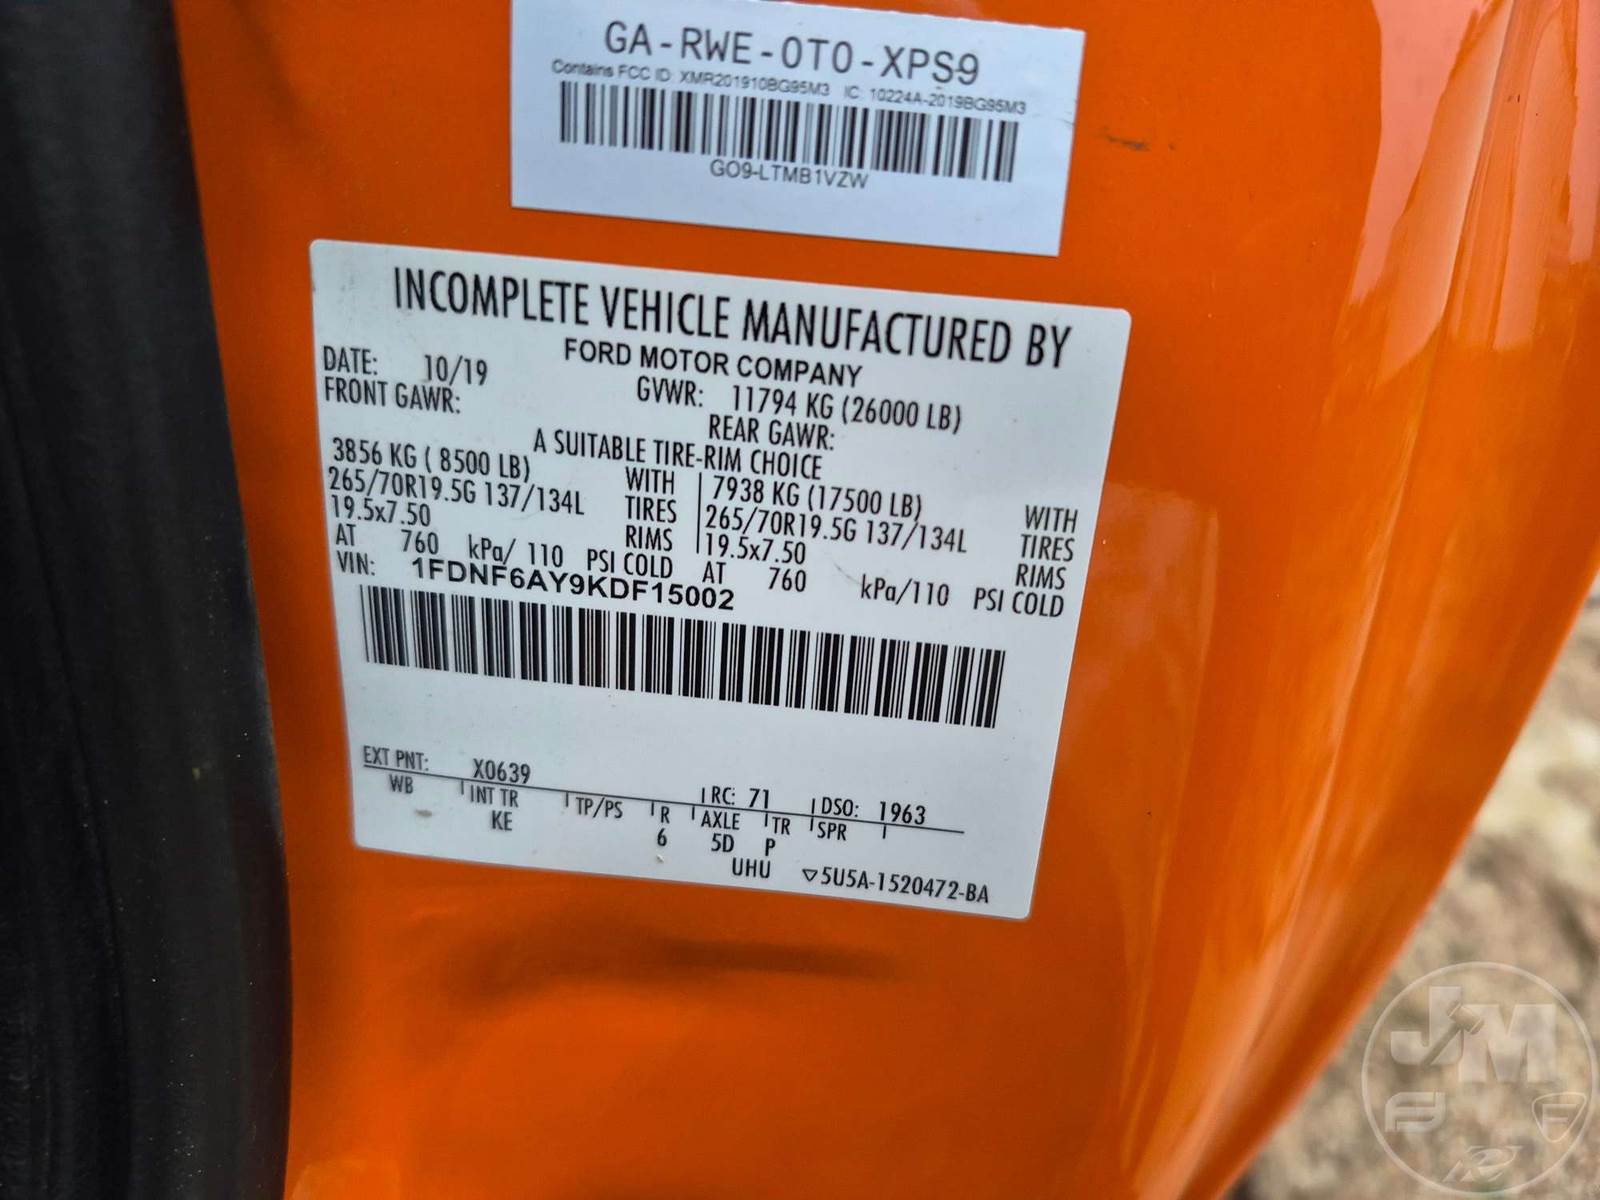 GA-RWE-0T0-XPS9
Contains FCC ID: XMR201910BG95M3 IC: 10224A-2019BG95M3
GO9-LTMB1VZW
INCOMPLETE VEHICLE MANUFACTURED BY
FORD MOTOR COMPANY
DATE: 10/19 GVWR: 11794 KG (26000 LB)
FRONT GAWR: REAR GAWR:
A SUITABLE TIRE-RIM CHOICE
3856 KG ( 8500 LB) WITH 7938 KG (17500 LB) WITH
265/70R19.5G 137/134L TIRES 265/70R19.5G 137/134L TIRES
19.5x7.50 RIMS 19.5x7.50 RIMS
AT 760 kPa/ 110 PSI COLD AT 760 kPa/110 PSI COLD
VIN: 1FDNF6AY9KDF15002
EXT PNT: X0639 RC: 71 DSO: 1963
WB INT TR TP/PS R AXLE TR SPR
KE 6 5D P
UHU ▽5U5A-1520472-BA
JM